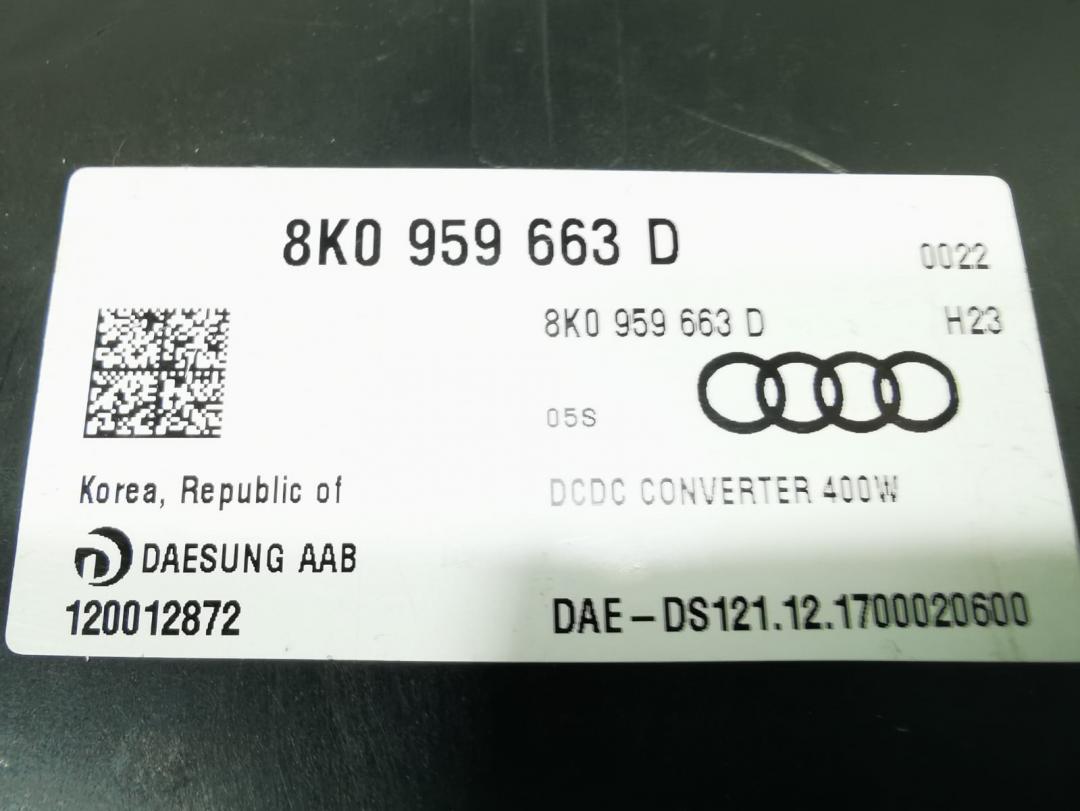 8K0 959 663 D
0022
8K0 959 663 D
H23
05S
Korea, Republic of
DCDC CONVERTER 400W
DAESUNG AAB
120012872
DAE-DS121.12.1700020600